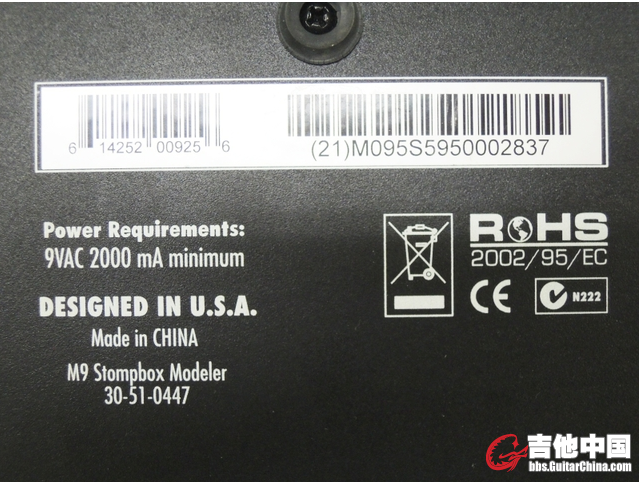 6 14252 00925 6
(21)M095S5950002837
Power Requirements:
9VAC 2000 mA minimum
DESIGNED IN U.S.A.
Made in CHINA
M9 Stompbox Modeler
30-51-0447
ROHS
2002/95/EC
CE
N222
吉他中国
bbs.GuitarChina.com